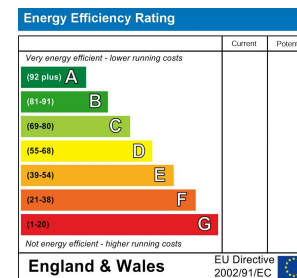 Energy Efficiency Rating
Current Poten
Very energy efficient - lower running costs
(92 plus) A
(81-91) B
(69-80) C
(55-68) D
(39-54) E
(21-38) F
(1-20) G
Not energy efficient - higher running costs
England & Wales
EU Directive
2002/91/EC